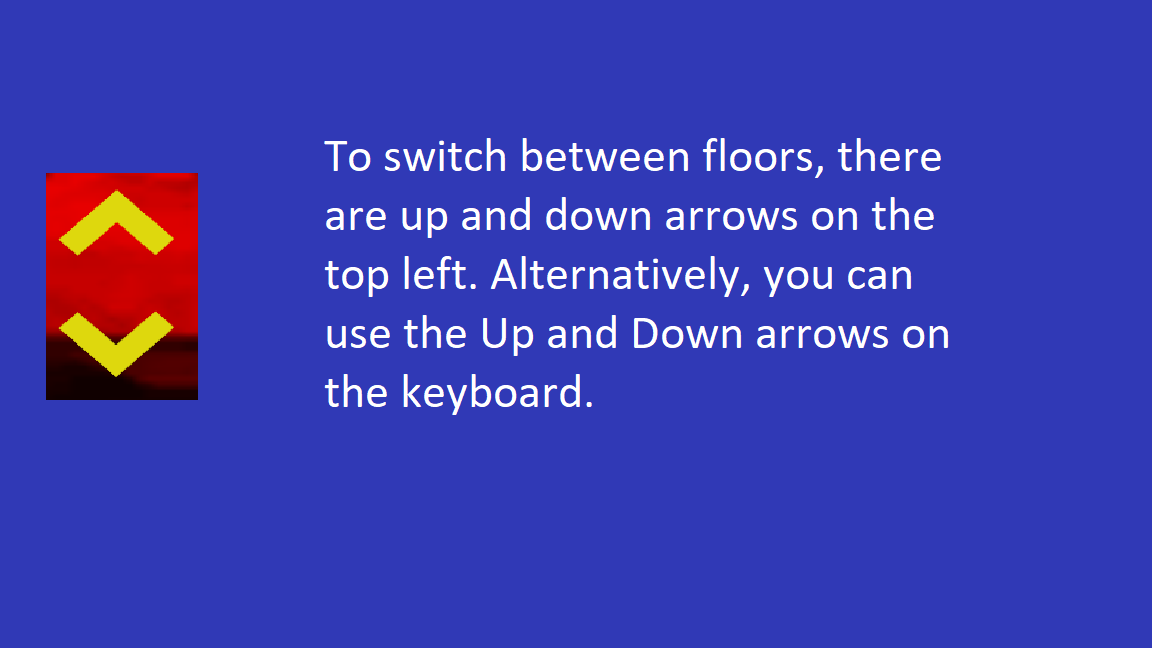 To switch between floors, there
are up and down arrows on the
top left. Alternatively, you can
use the Up and Down arrows on
the keyboard.